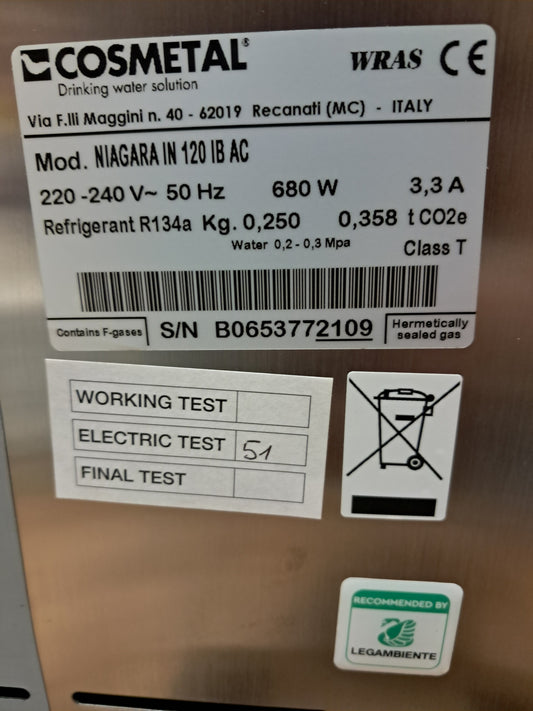 COSMETAL® WRAS CE
Drinking water solution
Via F.lli Maggini n. 40 - 62019 Recanati (MC) - ITALY
Mod. NIAGARA IN 120 IB AC
220 -240 V~ 50 Hz 680 W 3,3 A
Refrigerant R134a Kg. 0,250 0,358 t CO2e
Water 0,2 - 0,3 Mpa Class T
Contains F-gases S/N B0653772109 Hermetically
sealed gas
WORKING TEST
ELECTRIC TEST 51
FINAL TEST
RECOMMENDED BY
LEGAMBIENTE